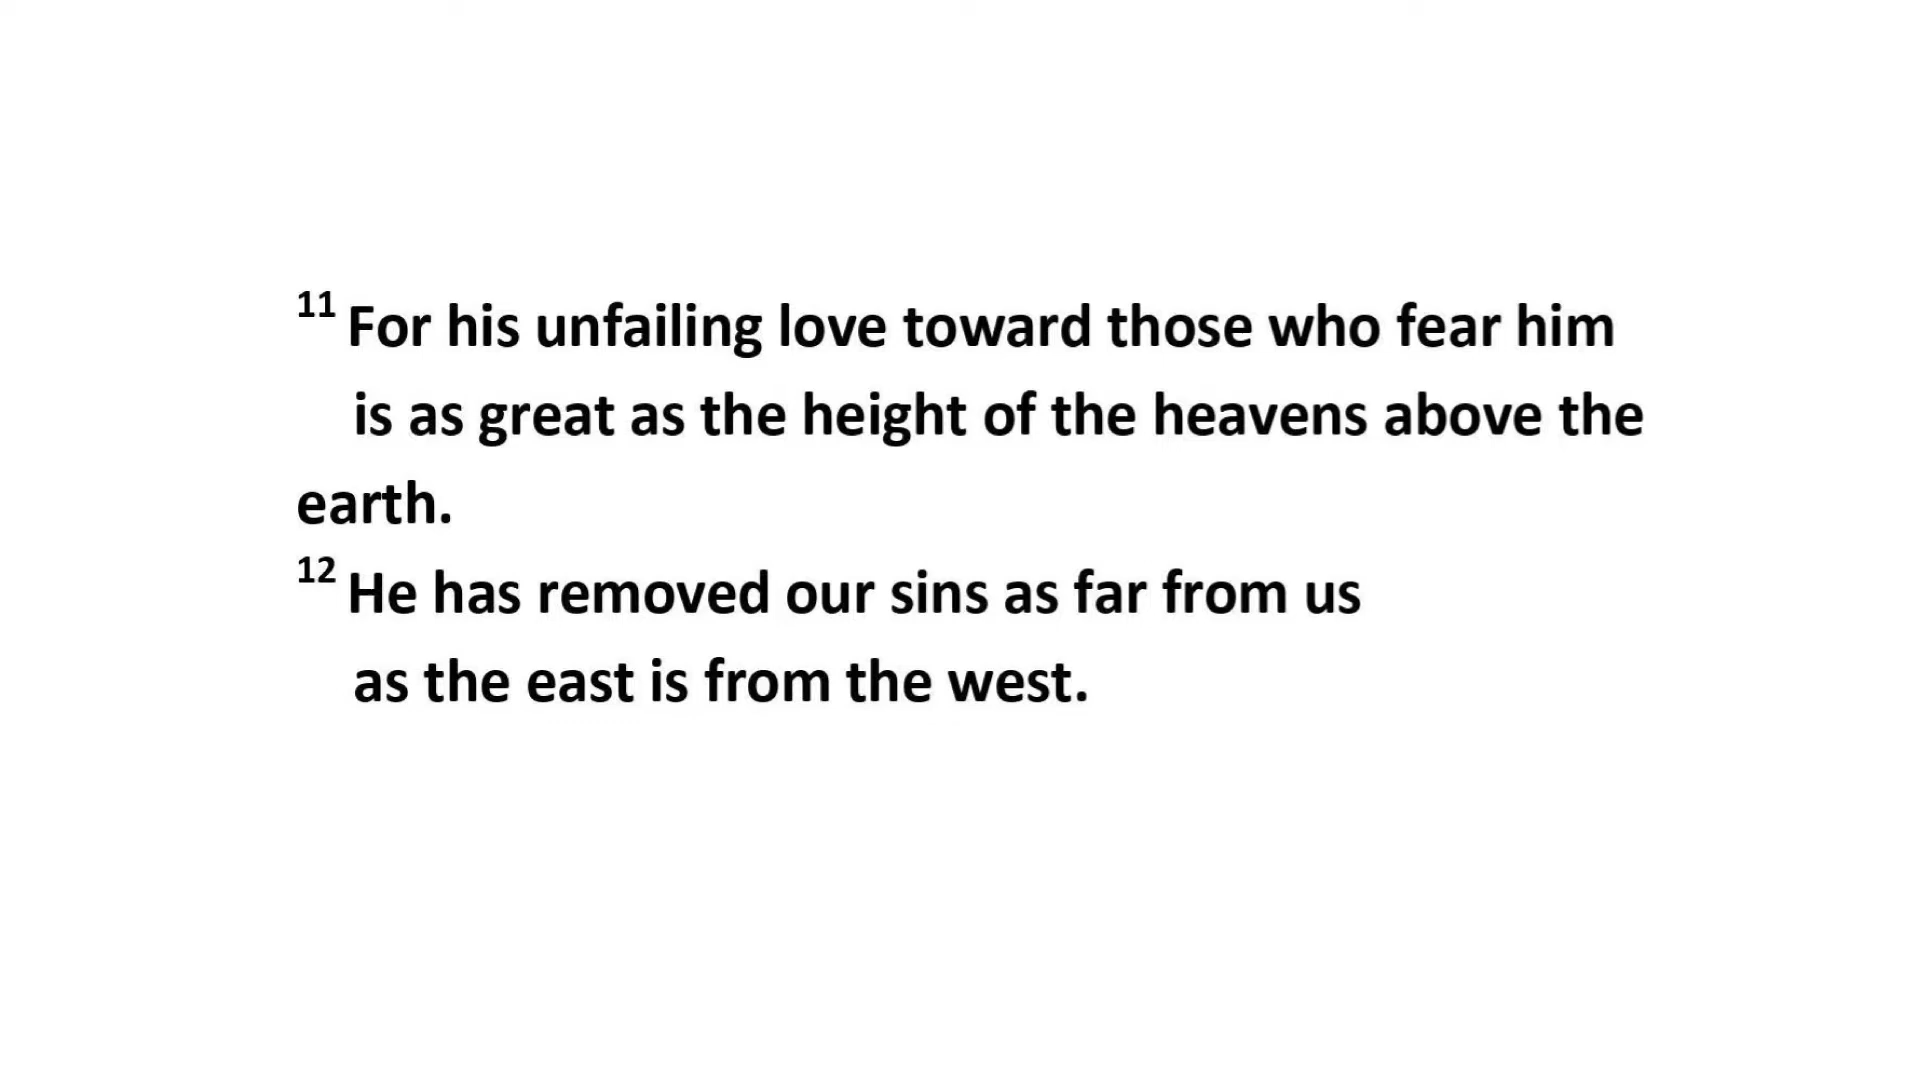 11 For his unfailing love toward those who fear him
is as great as the height of the heavens above the
earth.
12 He has removed our sins as far from us
as the east is from the west.